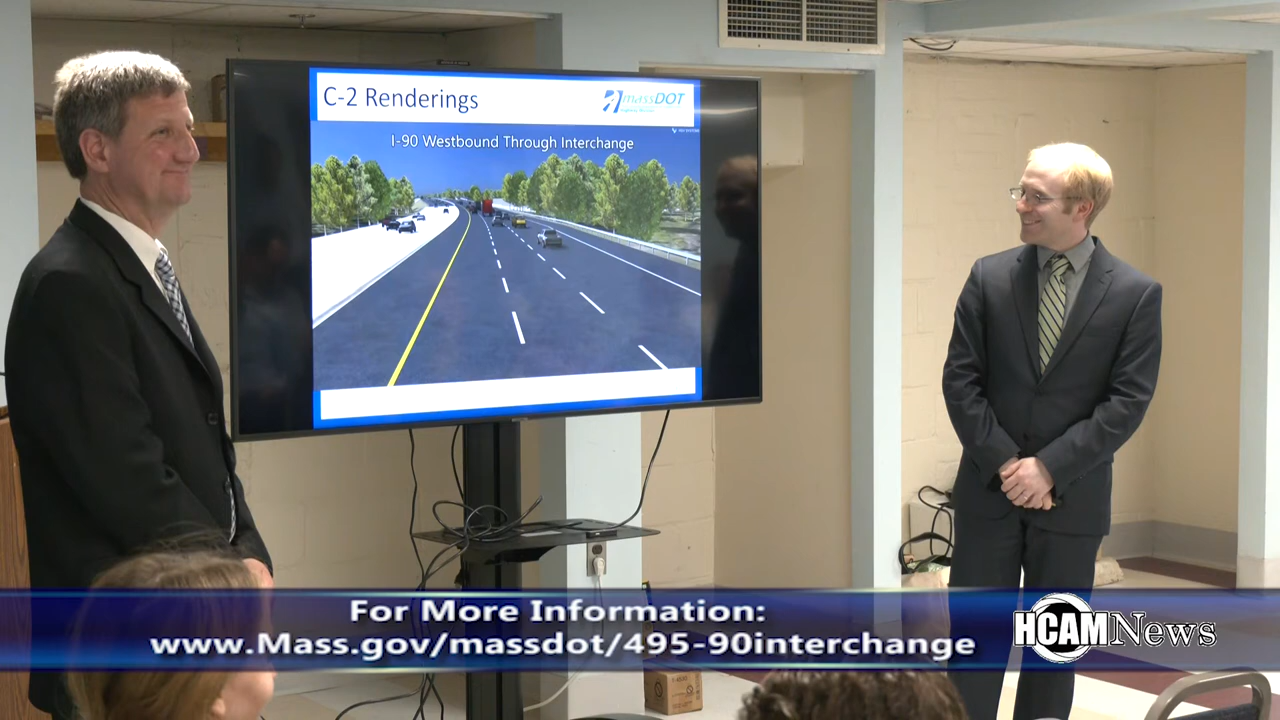 C-2 Renderings
massDOT
I-90 Westbound Through Interchange
For More Information:
www.Mass.gov/massdot/495-90interchange
HCAMNews